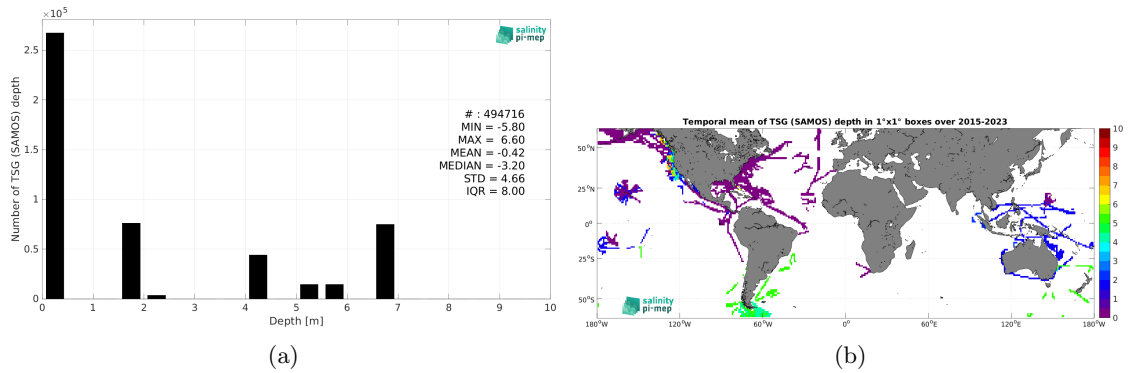 ×10⁵
Number of TSG (SAMOS) depth
2.5
2
1.5
1
0.5
0
0 1 2 3 4 5 6 7 8 9 10
Depth [m]
salinity
pi-mep
# : 494716
MIN = -5.80
MAX = 6.60
MEAN = -0.42
MEDIAN = -3.20
STD = 4.66
IQR = 8.00
(a)
Temporal mean of TSG (SAMOS) depth in 1°x1° boxes over 2015-2023
50°N
25°N
0°
25°S
50°S
180°W 120°W 60°W 0° 60°E 120°E 180°W
salinity
pi-mep
10
9
8
7
6
5
4
3
2
1
0
(b)